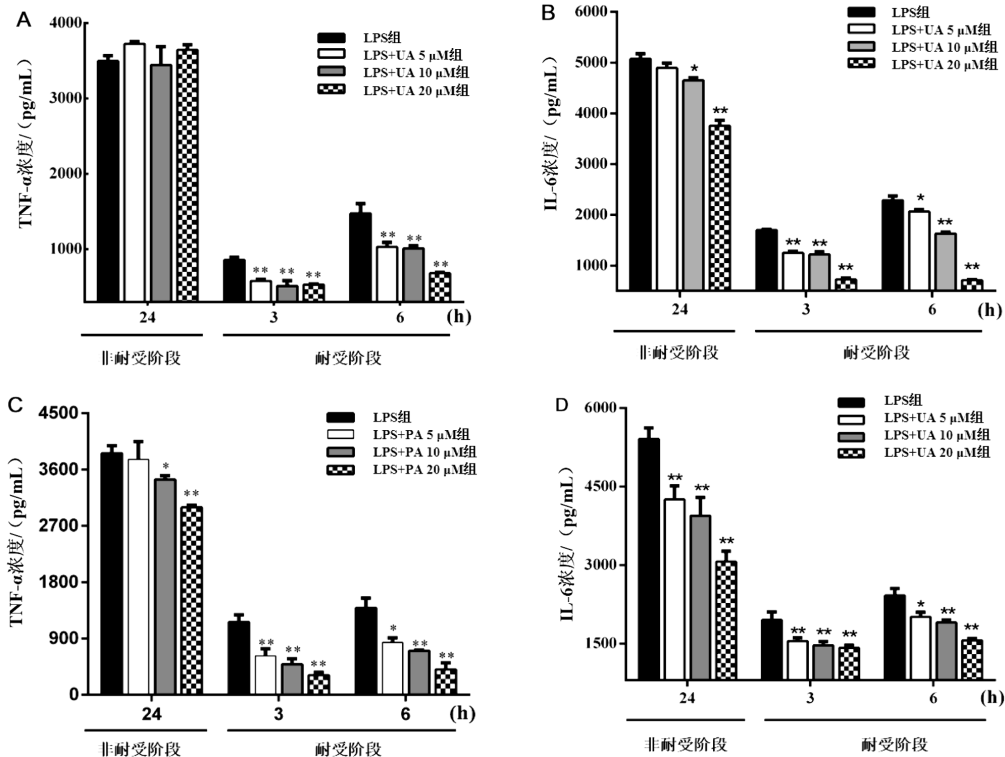 A
TNF-α浓度/（pg/mL）
4000
3000
2000
1000
LPS组
LPS+UA 5 μM组
LPS+UA 10 μM组
LPS+UA 20 μM组
** ** **
** ** **
24 3 6 (h)
非耐受阶段 耐受阶段
B
IL-6浓度/（pg/mL）
6000
5000
4000
3000
2000
1000
LPS组
LPS+UA 5 μM组
LPS+UA 10 μM组
LPS+UA 20 μM组
* **
** ** **
* ** **
24 3 6 (h)
非耐受阶段 耐受阶段
C
TNF-α浓度/（pg/mL）
4500
3600
2700
1800
900
0
LPS组
LPS+PA 5 μM组
LPS+PA 10 μM组
LPS+PA 20 μM组
* **
** ** **
* ** **
24 3 6 (h)
非耐受阶段 耐受阶段
D
IL-6浓度/（pg/mL）
6000
4500
3000
1500
LPS组
LPS+UA 5 μM组
LPS+UA 10 μM组
LPS+UA 20 μM组
** ** **
** ** **
* ** **
24 3 6 (h)
非耐受阶段 耐受阶段